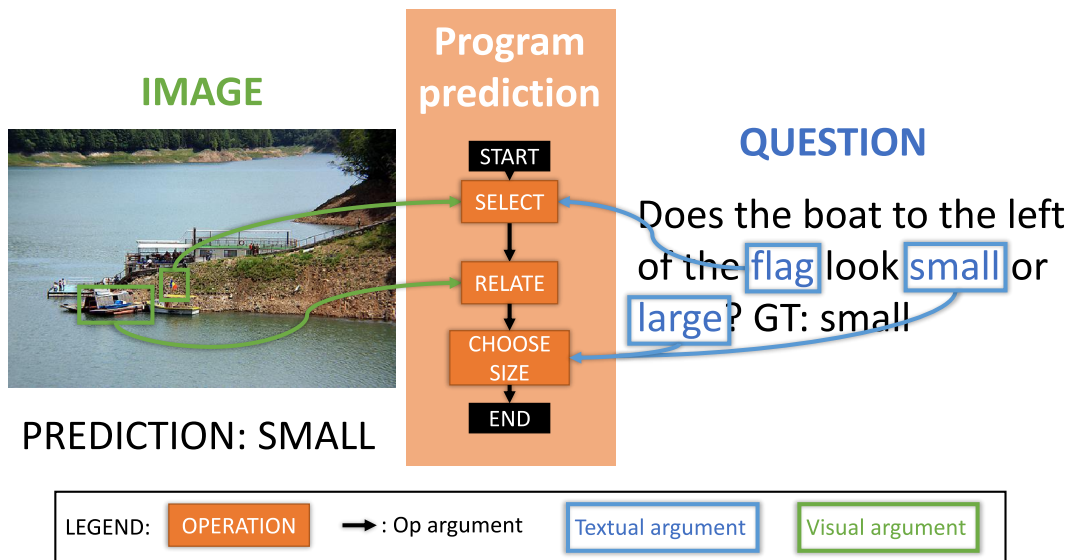 IMAGE
PREDICTION: SMALL
Program
prediction
START
SELECT
RELATE
CHOOSE
SIZE
END
QUESTION
Does the boat to the left
of the flag look small or
large? GT: small
LEGEND: OPERATION : Op argument Textual argument Visual argument